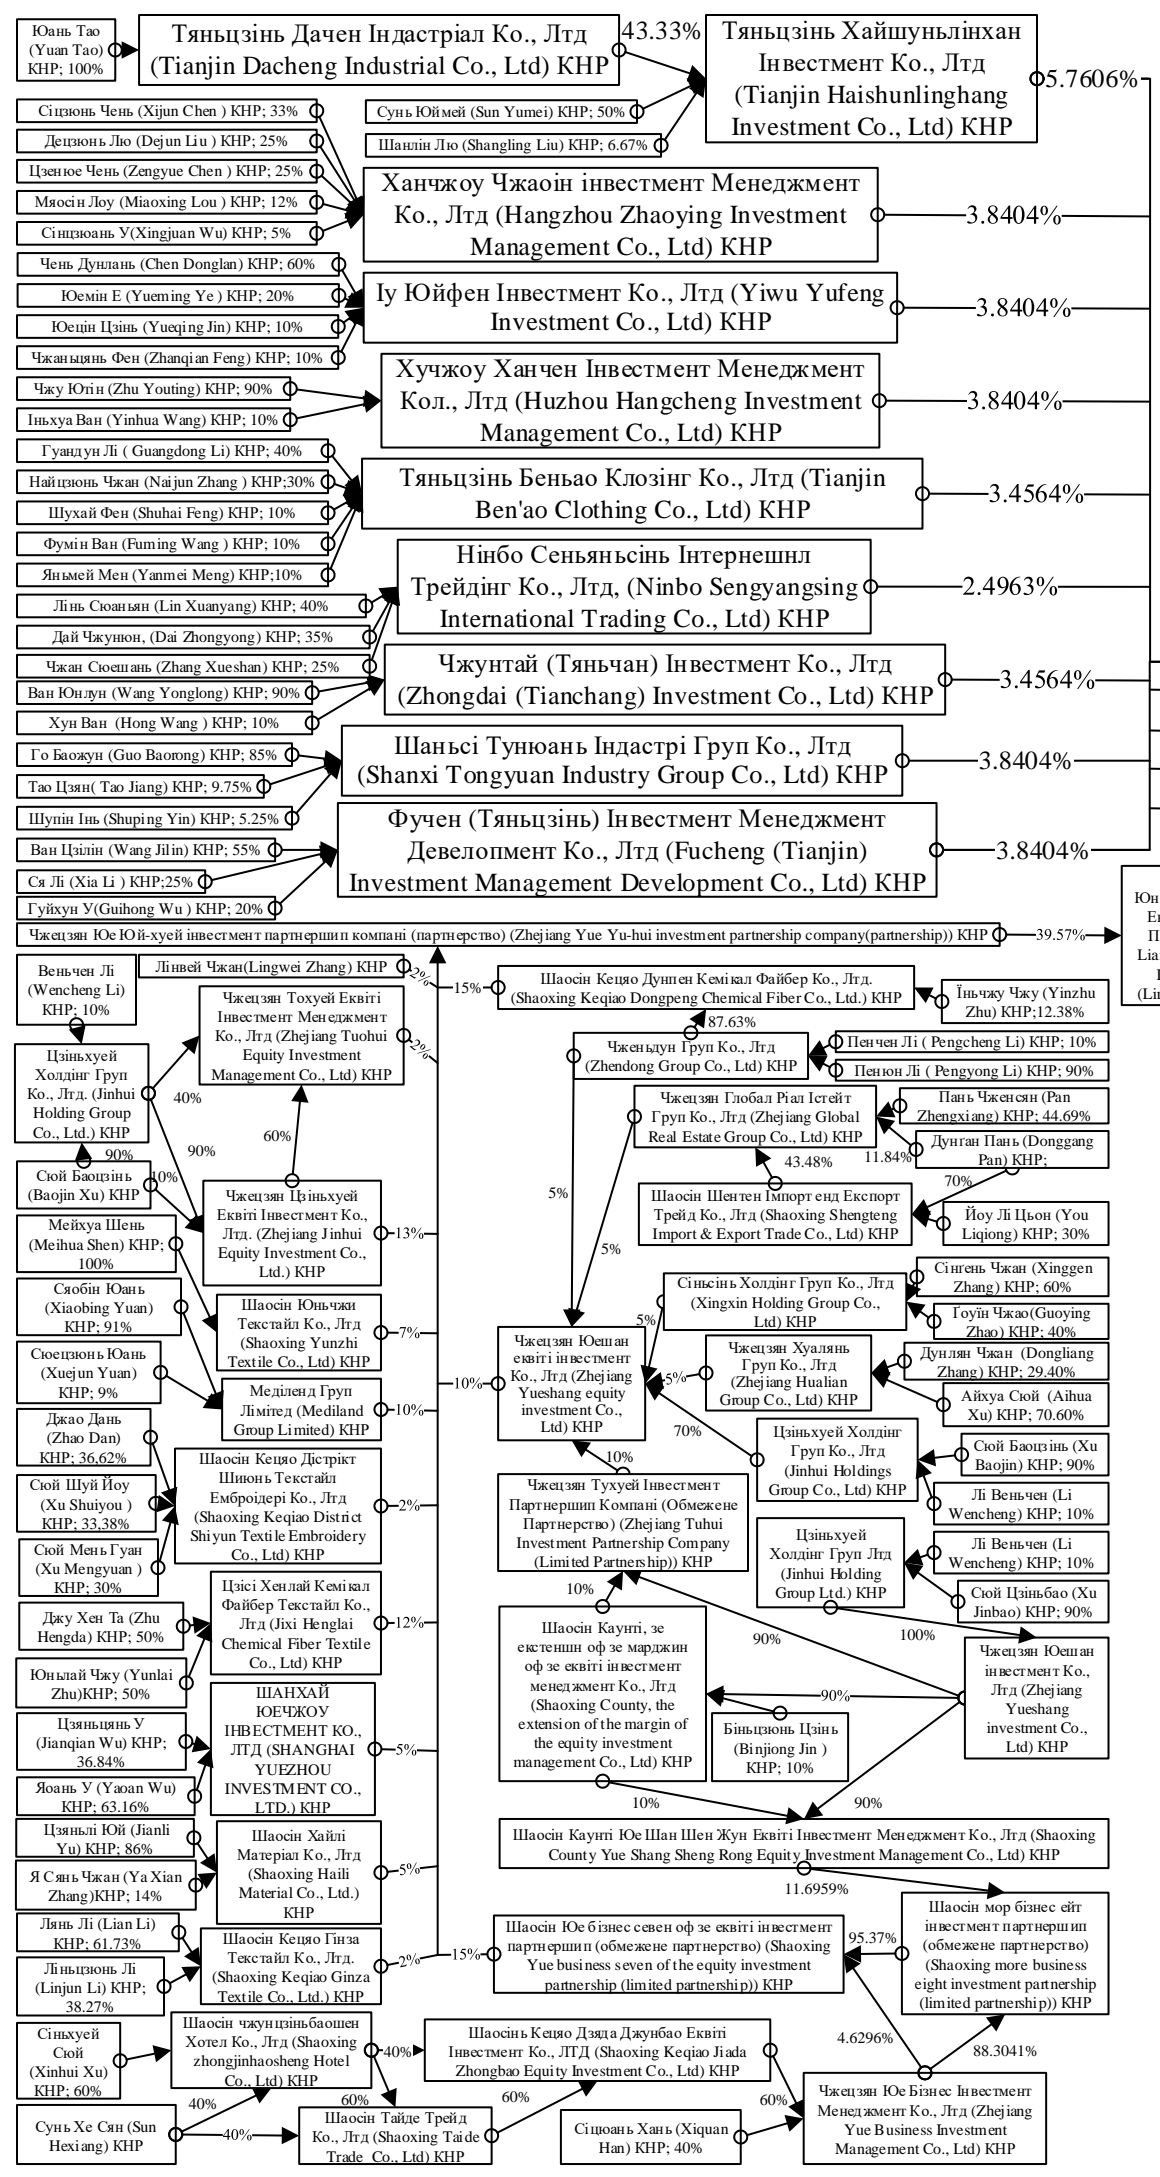 Юань Тао
(Yuan Tao)
КНР; 100%
Тяньцзінь Дачен Індастріал Ко., Лтд
(Tianjin Dacheng Industrial Co., Ltd) КНР
43.33%
Тяньцзінь Хайшуньлінхан
Інвестмент Ко., Лтд
(Tianjin Haishunlinghang
Investment Co., Ltd) КНР
5.7606%
Сунь Юймей (Sun Yumei) КНР; 50%
Шанлін Лю (Shangling Liu) КНР; 6.67%
Сіцзюнь Чень (Xijun Chen ) КНР; 33%
Децзюнь Лю (Dejun Liu ) КНР; 25%
Цзенюе Чень (Zengyue Chen ) КНР; 25%
Мяосін Лоу (Miaoxing Lou ) КНР; 12%
Сінцзюань У(Xingjuan Wu) КНР; 5%
Ханчжоу Чжаоін інвестмент Менеджмент
Ко., Лтд (Hangzhou Zhaoying Investment
Management Co., Ltd) КНР
3.8404%
Чень Дунлань (Chen Donglan) КНР; 60%
Юемін Е (Yueming Ye ) КНР; 20%
Юецін Цзінь (Yueqing Jin) КНР; 10%
Чжаньцянь Фен (Zhanqian Feng) КНР; 10%
Іу Юйфен Інвестмент Ко., Лтд (Yiwu Yufeng
Investment Co., Ltd) КНР
3.8404%
Чжу Ютін (Zhu Youting) КНР; 90%
Іньхуа Ван (Yinhua Wang) КНР; 10%
Хучжоу Ханчен Інвестмент Менеджмент
Кол., Лтд (Huzhou Hangcheng Investment
Management Co., Ltd) КНР
3.8404%
Гуандун Лі ( Guangdong Li) КНР; 40%
Найцзюнь Чжан (Naijun Zhang ) КНР;30%
Шухай Фен (Shuhai Feng) КНР; 10%
Фумін Ван (Fuming Wang ) КНР; 10%
Яньмей Мен (Yanmei Meng) КНР;10%
Тяньцзінь Беньао Клозінг Ко., Лтд (Tianjin
Ben'ao Clothing Co., Ltd) КНР
3.4564%
Лінь Сюаньян (Lin Xuanyang) КНР; 40%
Дай Чжунюн, (Dai Zhongyong) КНР; 35%
Чжан Сюешань (Zhang Xueshan) КНР; 25%
Нінбо Сеньяньсінь Інтернешнл
Трейдінг Ко., Лтд, (Ninbo Sengyangsing
International Trading Co., Ltd) КНР
2.4963%
Ван Юнлун (Wang Yonglong) КНР; 90%
Хун Ван (Hong Wang ) КНР; 10%
Чжунтай (Тяньчан) Інвестмент Ко., Лтд
(Zhongdai (Tianchang) Investment Co., Ltd) КНР
3.4564%
Го Баожун (Guo Baorong) КНР; 85%
Тао Цзян( Tao Jiang) КНР; 9.75%
Шупін Інь (Shuping Yin) КНР; 5.25%
Шаньсі Тунюань Індастрі Груп Ко., Лтд
(Shanxi Tongyuan Industry Group Co., Ltd) КНР
3.8404%
Ван Цзілін (Wang Jilin) КНР; 55%
Ся Лі (Xia Li ) КНР;25%
Гуйхун У(Guihong Wu ) КНР; 20%
Фучен (Тяньцзінь) Інвестмент Менеджмент
Девелопмент Ко., Лтд (Fucheng (Tianjin)
Investment Management Development Co., Ltd) КНР
3.8404%
Чжецзян Юе Юй-хуей інвестмент партнершип компані (партнерство) (Zhejiang Yue Yu-hui investment partnership company(partnership)) КНР
39.57%
Юн
Ек
П
Lia
(Lin
Веньчен Лі
(Wencheng Li)
КНР; 10%
Лінвей Чжан(Lingwei Zhang) КНР
2%
15%
Шаосін Кецяо Дунпен Кемікал Файбер Ко., Лтд.
(Shaoxing Keqiao Dongpeng Chemical Fiber Co., Ltd.) КНР
Їньчжу Чжу (Yinzhu
Zhu) КНР;12.38%
87.63%
Чжецзян Тохуей Еквіті
Інвестмент Менеджмент
Ко., Лтд (Zhejiang Tuohui
Equity Investment
Management Co., Ltd) КНР
2%
Чженьдун Груп Ко., Лтд
(Zhendong Group Co., Ltd) КНР
Пенчен Лі ( Pengcheng Li) КНР; 10%
Пенюн Лі ( Pengyong Li) КНР; 90%
Цзіньхуей
Холдінг Груп
Ко., Лтд. (Jinhui
Holding Group
Co., Ltd.) КНР
40%
90%
60%
Чжецзян Глобал Ріал Істейт
Груп Ко., Лтд (Zhejiang Global
Real Estate Group Co., Ltd) КНР
Пань Чженсян (Pan
Zhengxiang) КНР; 44.69%
11.84%
Дунган Пань (Donggang
Pan) КНР;
43.48%
70%
90%
Сюй Баоцзінь
(Baojin Xu) КНР
10%
Чжецзян Цзіньхуей
Еквіті Інвестмент Ко.,
Лтд. (Zhejiang Jinhui
Equity Investment Co.,
Ltd.) КНР
13%
5%
5%
Шаосін Шентен Імпорт енд Експорт
Трейд Ко., Лтд (Shaoxing Shengteng
Import & Export Trade Co., Ltd) КНР
Йоу Лі Цьон (You
Liqiong) КНР; 30%
Мейхуа Шень
(Meihua Shen) КНР;
100%
Сяобін Юань
(Xiaobing Yuan)
КНР; 91%
Шаосін Юньчжи
Текстайл Ко., Лтд
(Shaoxing Yunzhi
Textile Co., Ltd) КНР
7%
Сіньсінь Холдінг Груп Ко., Лтд
(Xingxin Holding Group Co.,
Ltd) КНР
5%
Сінгень Чжан (Xinggen
Zhang) КНР; 60%
Ґоуїн Чжао(Guoying
Zhao) КНР; 40%
Сюецзюнь Юань
(Xuejun Yuan)
КНР; 9%
Меділенд Груп
Лімітед (Mediland
Group Limited) КНР
10%
10%
Чжецзян Юешан
еквіті інвестмент
Ко., Лтд (Zhejiang
Yueshang equity
investment Co.,
Ltd) КНР
5%
Чжецзян Хуалянь
Груп Ко., Лтд
(Zhejiang Hualian
Group Co., Ltd) КНР
Дунлян Чжан (Dongliang
Zhang) КНР; 29.40%
Айхуа Сюй (Aihua
Xu) КНР; 70.60%
70%
Цзіньхуей Холдінг
Груп Ко., Лтд
(Jinhui Holdings
Group Co., Ltd) КНР
Сюй Баоцзінь (Xu
Baojin) КНР; 90%
Лі Веньчен (Li
Wencheng) КНР; 10%
Джао Дань
(Zhao Dan)
КНР; 36,62%
Сюй Шуй Йоу
(Xu Shuiyou )
КНР; 33,38%
Сюй Мень Гуан
(Xu Mengyuan )
КНР; 30%
Шаосін Кецяо Дістрікт
Шиюнь Текстайл
Ембройдері Ко., Лтд
(Shaoxing Keqiao District
Shiyun Textile Embroidery
Co., Ltd) КНР
2%
10%
Чжецзян Тухуей Інвестмент
Партнершип Компані (Обмежене
Партнерство) (Zhejiang Tuhui
Investment Partnership Company
(Limited Partnership)) КНР
Цзіньхуей
Холдінг Груп Лтд
(Jinhui Holding
Group Ltd.) КНР
Лі Веньчен (Li
Wencheng) КНР; 10%
Сюй Цзіньбао (Xu
Jinbao) КНР; 90%
100%
Джу Хен Та (Zhu
Hengda) КНР; 50%
Юньлай Чжу (Yunlai
Zhu)КНР; 50%
Цзісі Хенлай Кемікал
Файбер Текстайл Ко.,
Лтд (Jixi Henglai
Chemical Fiber Textile
Co., Ltd) КНР
12%
10%
90%
Шаосін Каунті, зе
екстеншн оф зе марджин
оф зе еквіті інвестмент
менеджмент Ко., Лтд
(Shaoxing County, the
extension of the margin of
the equity investment
management Co., Ltd) КНР
90%
Біньцзюнь Цзінь
(Binjiong Jin )
КНР; 10%
Чжецзян Юешан
інвестмент Ко.,
Лтд (Zhejiang
Yueshang
investment Co.,
Ltd) КНР
Цзяньцянь У
(Jianqian Wu) КНР;
36.84%
Яоань У (Yaoan Wu)
КНР; 63.16%
ШАНХАЙ
ЮЕЧЖОУ
ІНВЕСТМЕНТ КО.,
ЛТД (SHANGHAI
YUEZHOU
INVESTMENT CO.,
LTD.) КНР
5%
10%
90%
Цзяньлі Юй (Jianli
Yu) КНР; 86%
Я Сянь Чжан (Ya Xian
Zhang)КНР; 14%
Шаосін Хайлі
Матеріал Ко., Лтд
(Shaoxing Haili
Material Co., Ltd.)
КНР
5%
Шаосін Каунті Юе Шан Шен Жун Еквіті Інвестмент Менеджмент Ко., Лтд (Shaoxing
County Yue Shang Sheng Rong Equity Investment Management Co., Ltd) КНР
11.6959%
Лянь Лі (Lian Li)
КНР; 61.73%
Ліньцзюнь Лі
(Linjun Li) КНР;
38.27%
Шаосін Кецяо Гінза
Текстайл Ко., Лтд.
(Shaoxing Keqiao Ginza
Textile Co., Ltd.) КНР
2%
15%
Шаосін Юе бізнес севен оф зе еквіті інвестмент
партнершип (обмежене партнерство) (Shaoxing
Yue business seven of the equity investment
partnership (limited partnership)) КНР
95.37%
Шаосін мор бізнес ейт
інвестмент партнершип
(обмежене партнерство)
(Shaoxing more business
eight investment partnership
(limited partnership)) КНР
4.6296%
88.3041%
Сіньхуей
Сюй
(Xinhui Xu)
КНР; 60%
Шаосін чжунцзіньбаошен
Хотел Ко., Лтд (Shaoxing
zhongjinhaosheng Hotel
Co., Ltd) КНР
40%
Шаосінь Кецяо Дзяда Джунбао Еквіті
Інвестмент Ко., ЛТД (Shaoxing Keqiao Jiada
Zhongbao Equity Investment Co., Ltd) КНР
40%
60%
60%
60%
Сунь Хе Сян (Sun
Hexiang) КНР
40%
Шаосін Тайде Трейд
Ко., Лтд (Shaoxing Taide
Trade Co., Ltd) КНР
Сіцюань Хань (Xiquan
Han) КНР; 40%
Чжецзян Юе Бізнес Інвестмент
Менеджмент Ко., Лтд (Zhejiang
Yue Business Investment
Management Co., Ltd) КНР